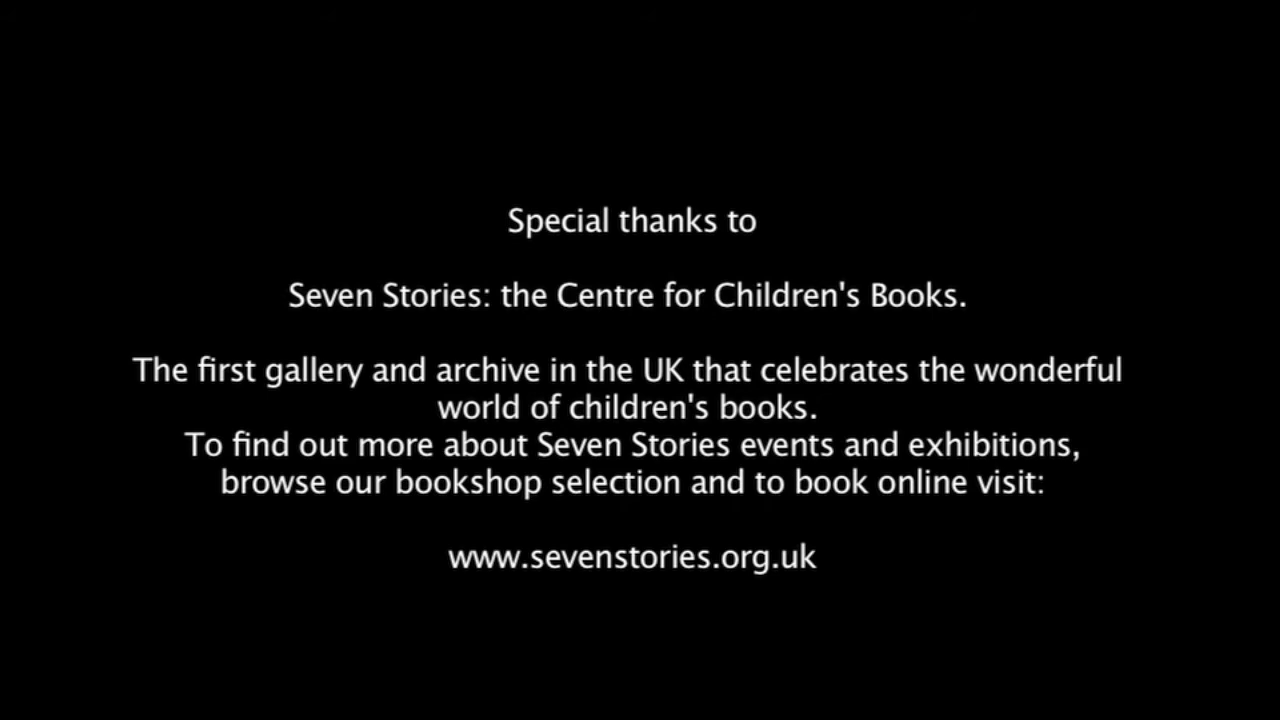 Special thanks to
Seven Stories: the Centre for Children's Books.
The first gallery and archive in the UK that celebrates the wonderful
world of children's books.
To find out more about Seven Stories events and exhibitions,
browse our bookshop selection and to book online visit:
www.sevenstories.org.uk